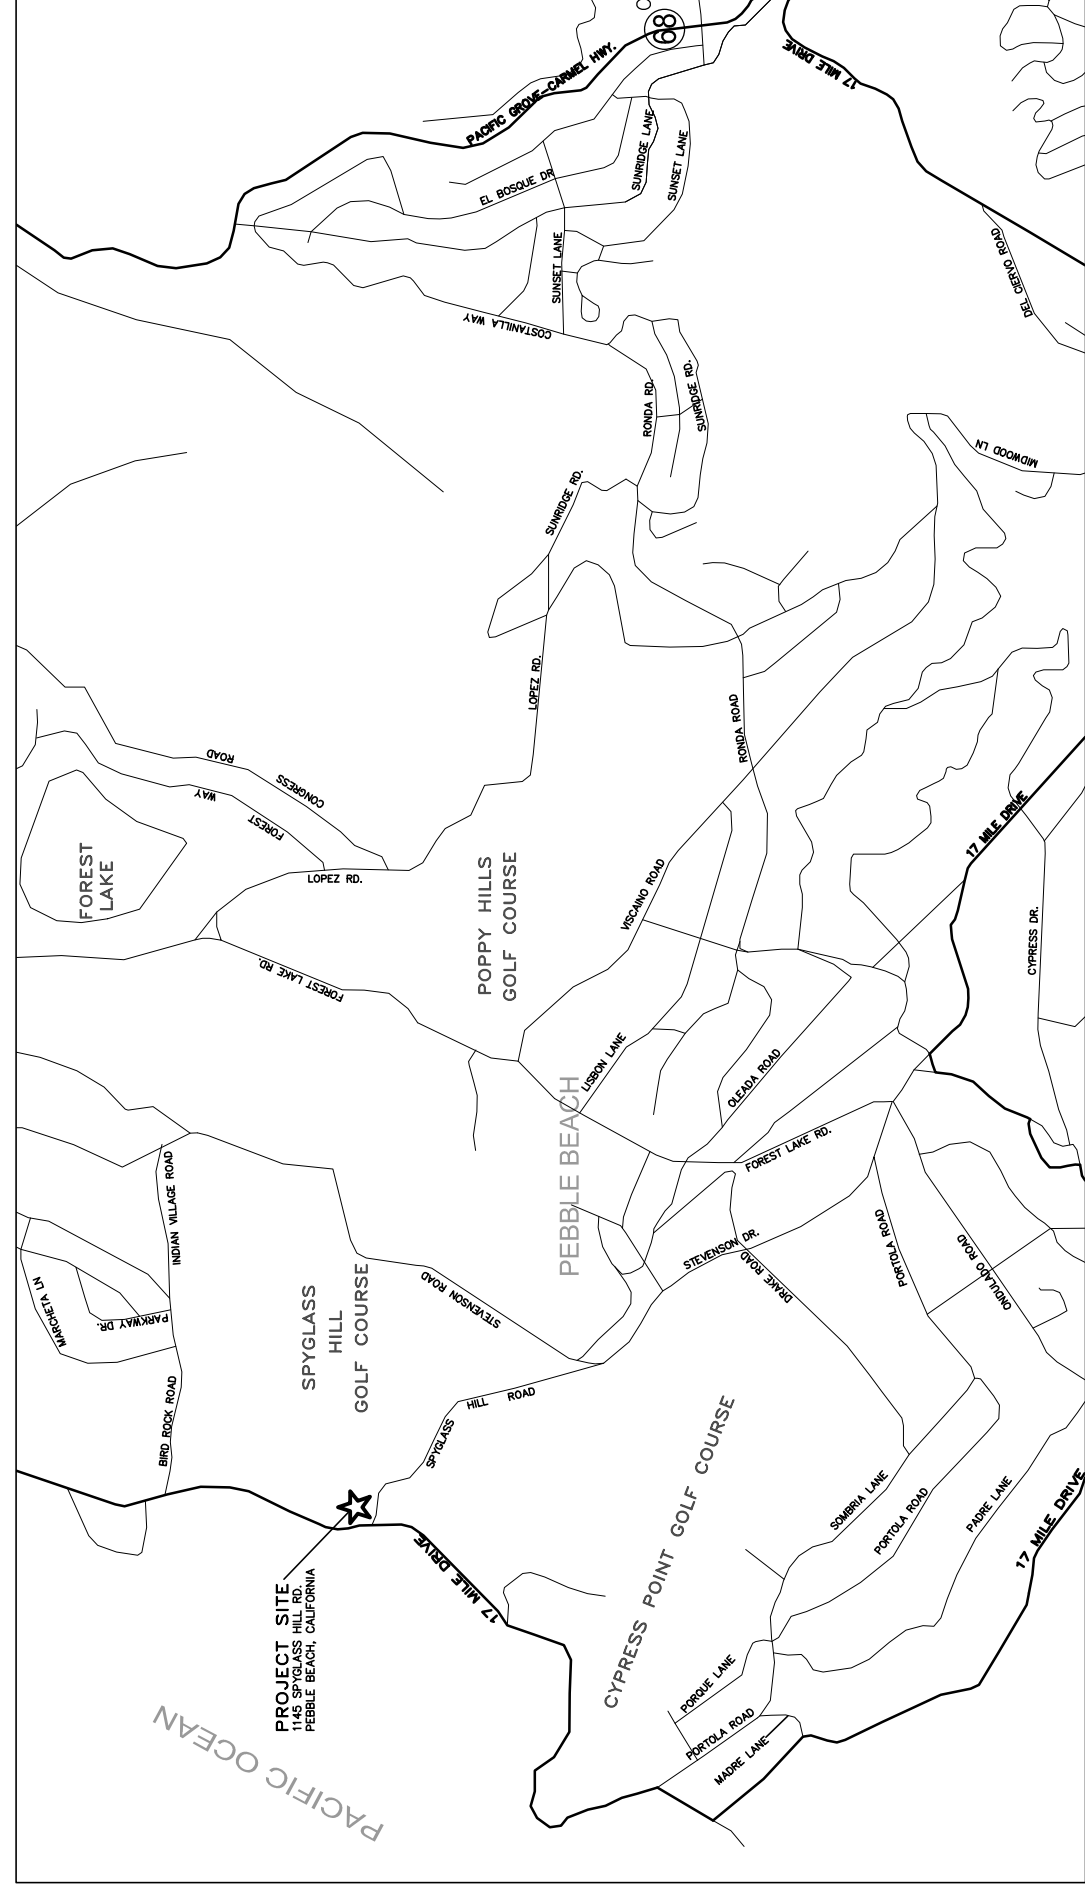 PACIFIC OCEAN
PROJECT SITE
1145 SPYGLASS HILL RD.
PEBBLE BEACH, CALIFORNIA
17 MILE DRIVE
BIRD ROCK ROAD
MARCHETA LN
PARKWAY DR.
INDIAN VILLAGE ROAD
SPYGLASS
HILL
GOLF COURSE
SPYGLASS
HILL ROAD
STEVENSON ROAD
CYPRESS POINT GOLF COURSE
PORQUE LANE
PORTOLA ROAD
MADRE LANE
SOMBRIA LANE
PORTOLA ROAD
PADRE LANE
17 MILE DRIVE
PEBBLE BEACH
STEVENSON DR.
DRAKE ROAD
PORTOLA ROAD
ONDULADO ROAD
FOREST LAKE RD.
LISBON LANE
OLEADA ROAD
FOREST
LAKE
FOREST LAKE RD.
LOPEZ RD.
FOREST
WAY
CONGRESS
ROAD
POPPY HILLS
GOLF COURSE
VISCAINO ROAD
CYPRESS DR.
17 MILE DRIVE
LOPEZ RD.
RONDA ROAD
SUNRIDGE RD.
RONDA RD.
SUNRIDGE RD.
MIDWOOD LN
COSTANILLA WAY
SUNSET LANE
DEL CIERVO ROAD
EL BOSQUE DR
SUNRIDGE LANE
SUNSET LANE
PACIFIC GROVE-CARMEL HWY.
68
17 MILE DRIVE